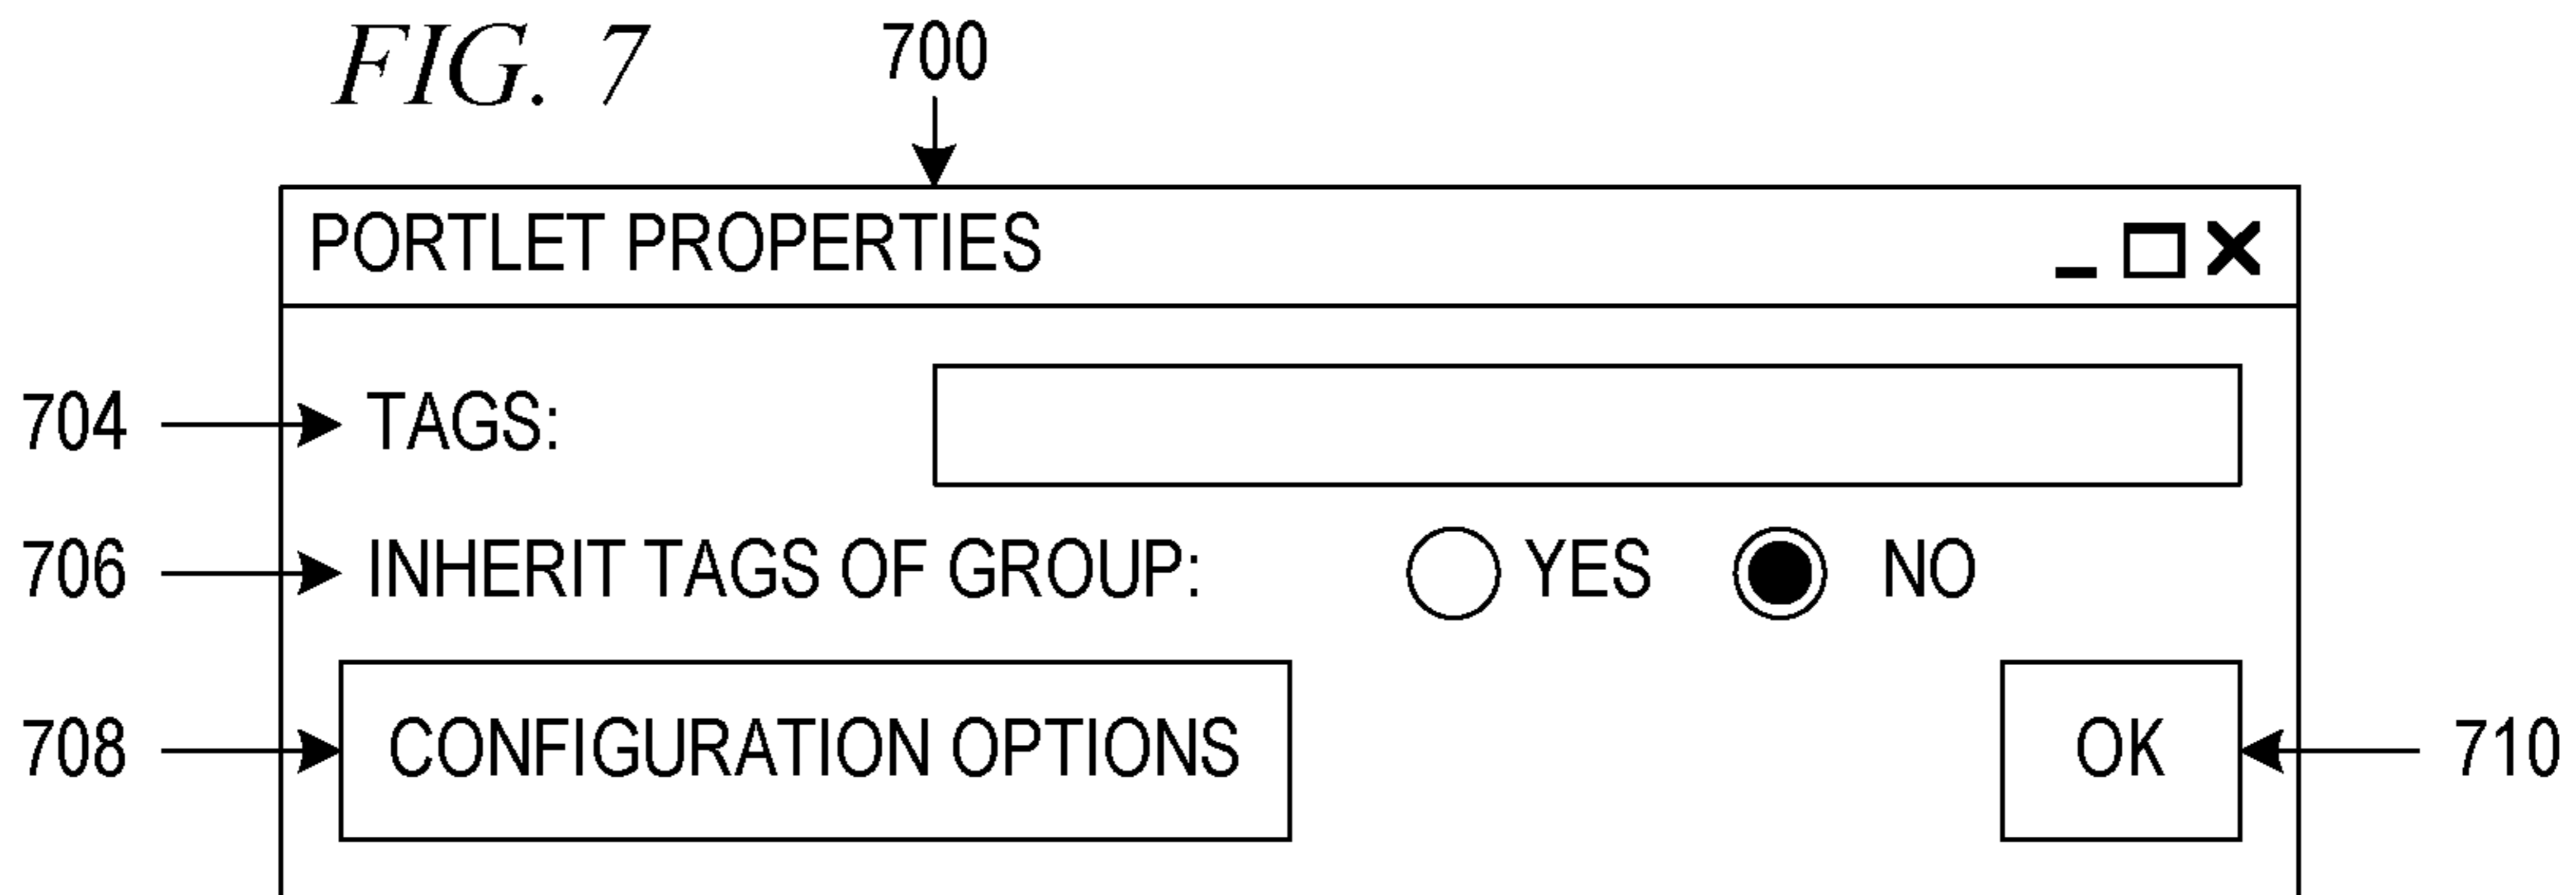 FIG. 7
700
PORTLET PROPERTIES
704 TAGS:
706 INHERIT TAGS OF GROUP: YES NO
708 CONFIGURATION OPTIONS OK 710